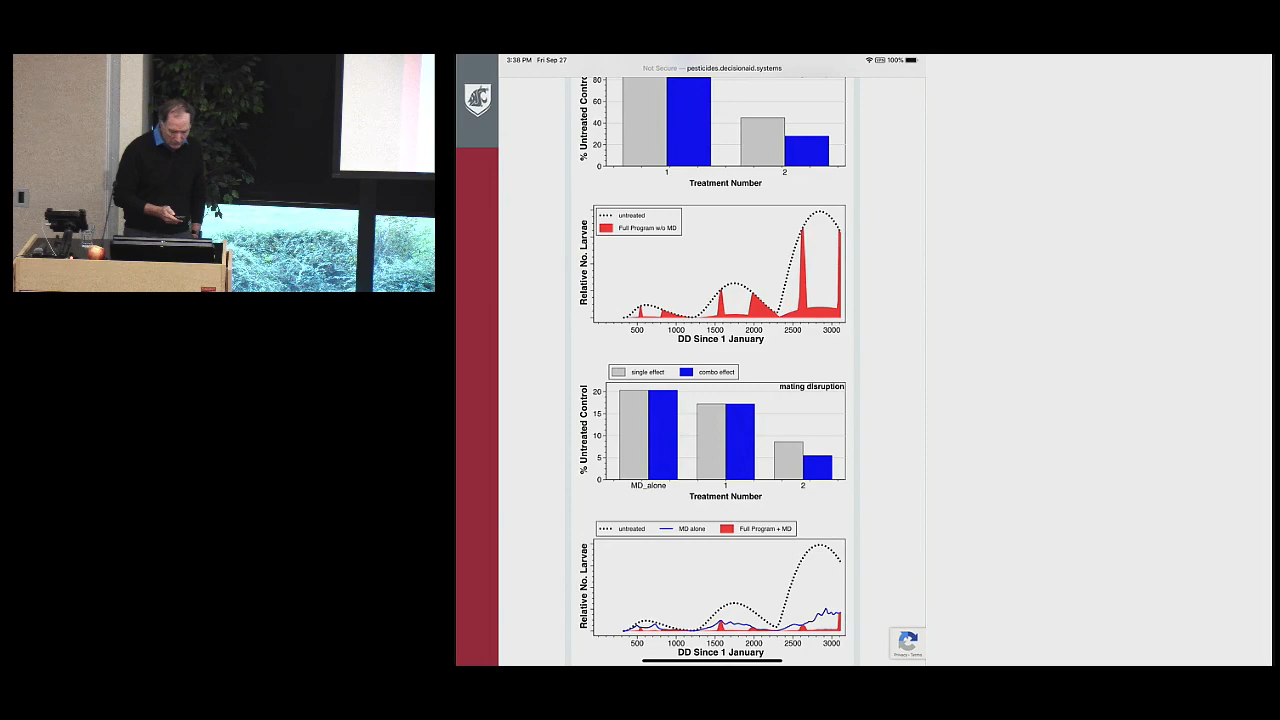 3:38 PM Fri Sep 27
100%
Not Secure — pesticides.decisionaid.systems
% Untreated Contro
80
60
40
20
0
1
2
Treatment Number
untreated
Full Program w/o MD
Relative No. Larvae
500
1000
1500
2000
2500
3000
DD Since 1 January
single effect
combo effect
mating disruption
% Untreated Control
20
15
10
5
0
MD_alone
1
2
Treatment Number
untreated
MD alone
Full Program + MD
Relative No. Larvae
500
1000
1500
2000
2500
3000
DD Since 1 January
Privacy - Terms